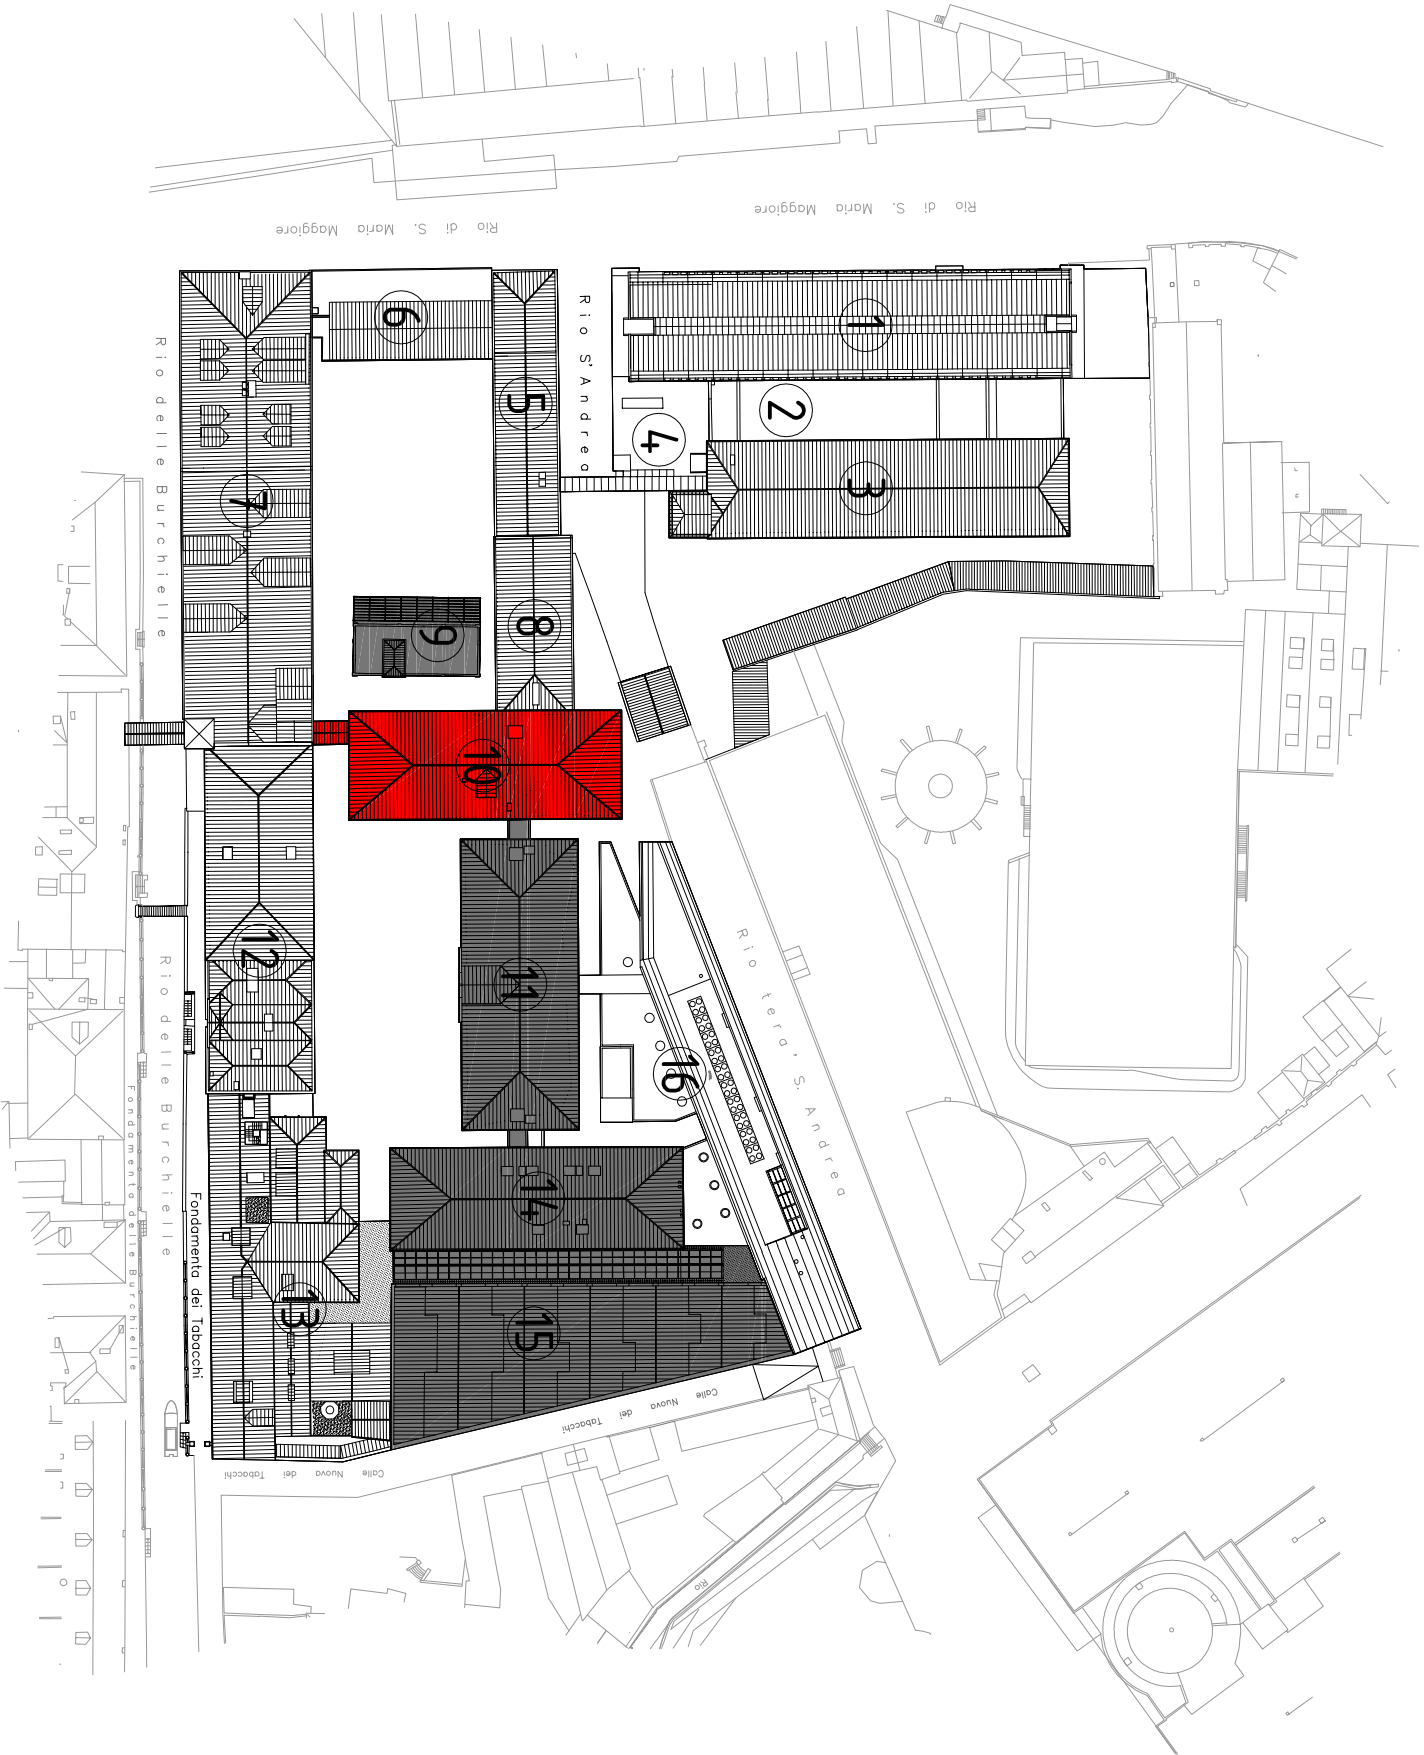 Rio di S. Maria Maggiore
Rio di S. Maria Maggiore
Rio delle Burchielle
Rio S'Andrea
1
2
3
4
5
6
7
8
9
10
11
12
13
14
15
16
Rio tera' S. Andrea
Rio delle Burchielle
Fondamenta delle Burchielle
Fondamenta dei Tabacchi
Calle Nuova dei Tabacchi
Calle Nuova dei Tabacchi
Rio